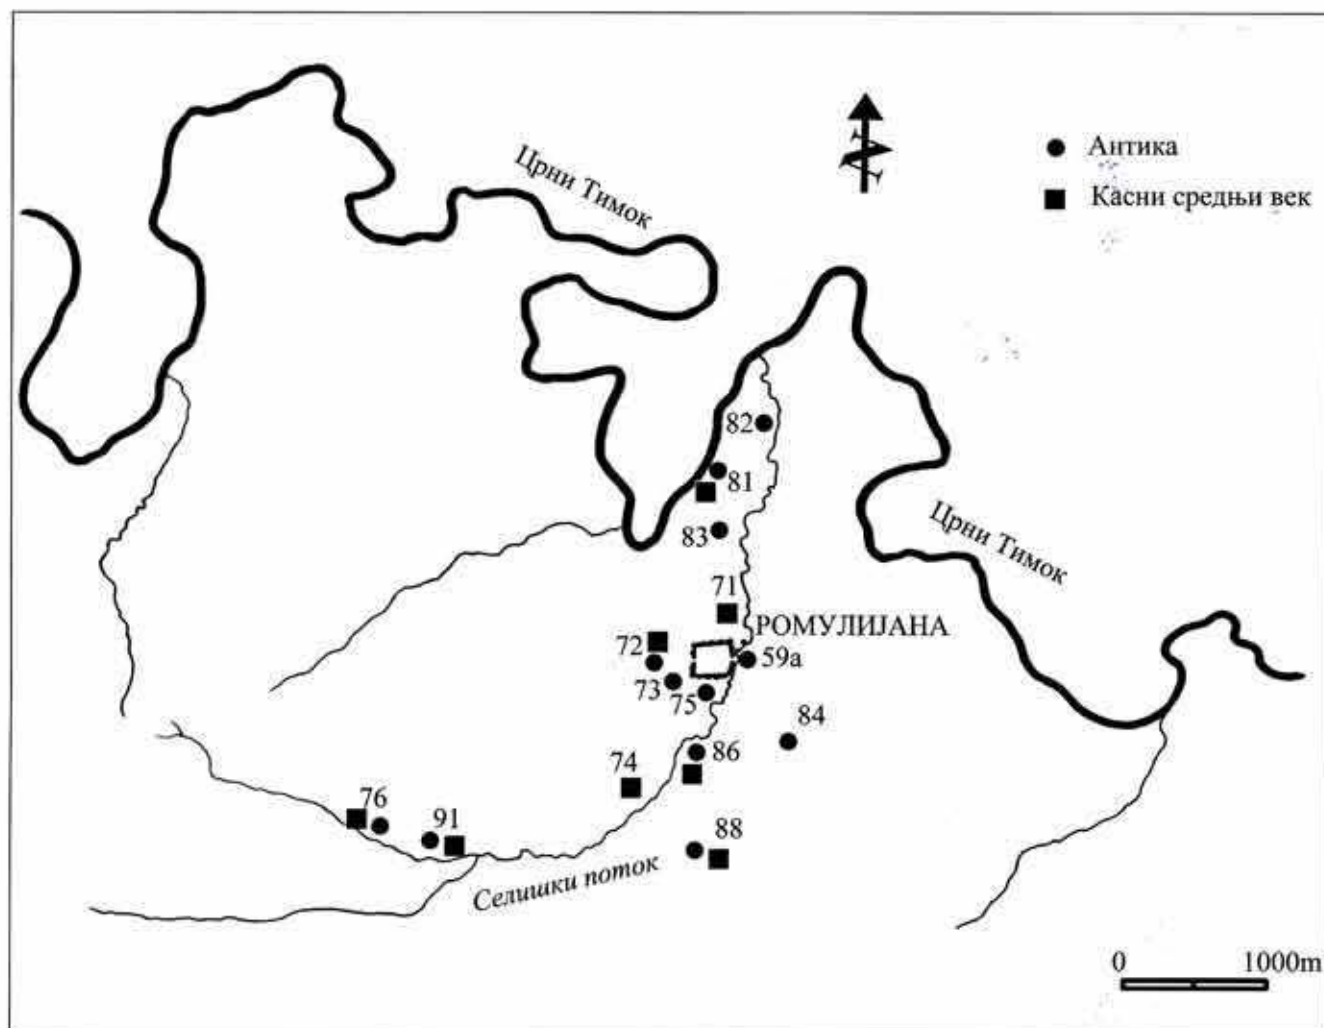 Црни Тимок
Антика
Касни средњи век
82
81
83
Црни Тимок
71
РОМУЛИЈАНА
72
59a
73
75
84
86
74
76
91
88
Селишки поток
0 1000m